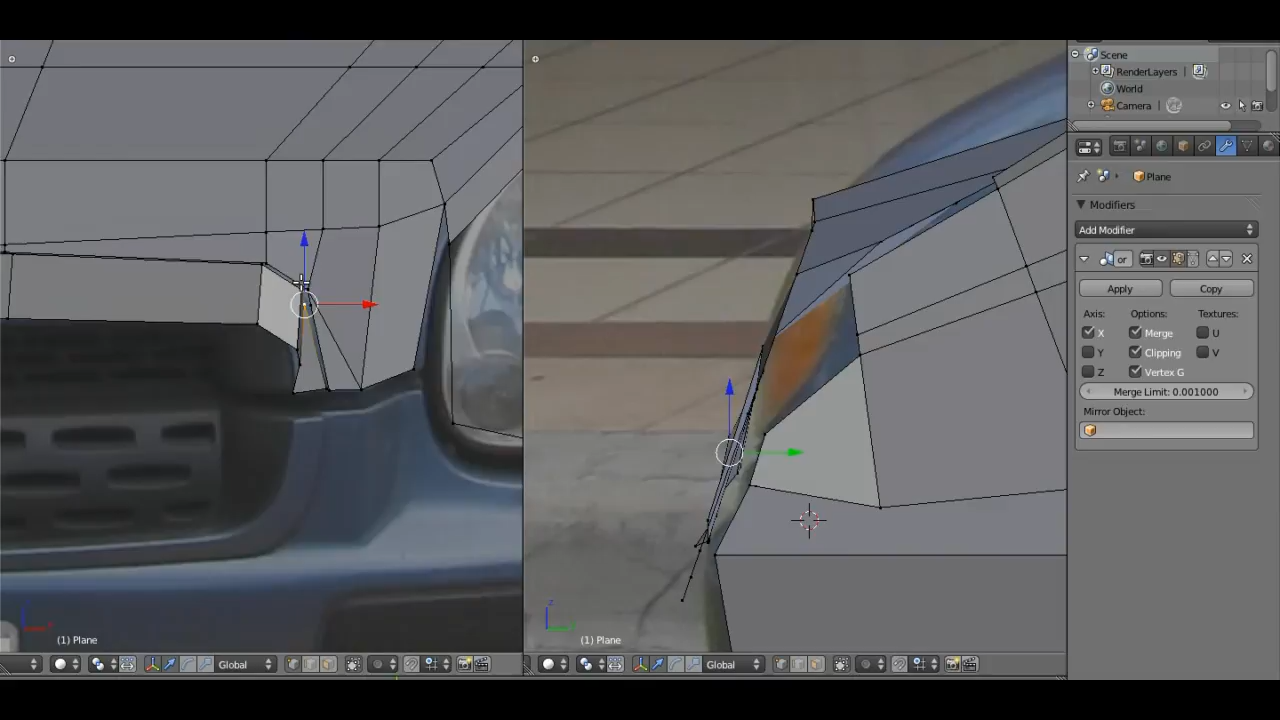 Scene
RenderLayers
World
Camera
Plane
Modifiers
Add Modifier
or
Apply Copy
Axis: Options: Textures:
X Merge U
Y Clipping V
Z Vertex G
Merge Limit: 0.001000
Mirror Object:
(1) Plane
(1) Plane
Global
Global